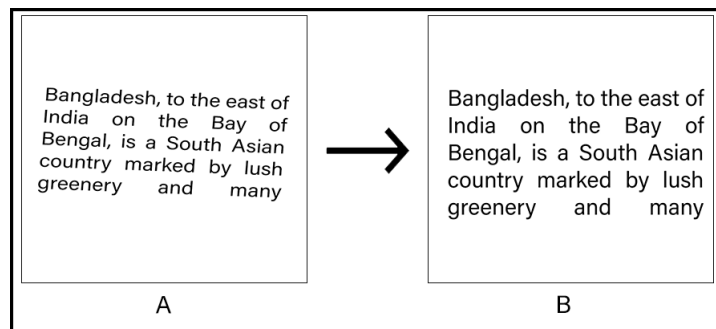 Bangladesh, to the east of
India on the Bay of
Bengal, is a South Asian
country marked by lush
greenery and many
A
Bangladesh, to the east of
India on the Bay of
Bengal, is a South Asian
country marked by lush
greenery and many
B